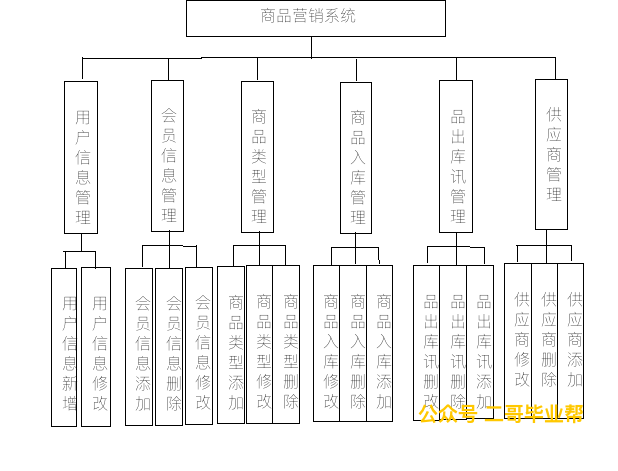 商品营销系统
用户信息管理
会员信息管理
商品类型管理
商品入库管理
品出库讯管理
供应商管理
用户信息新增
用户信息修改
会员信息添加
会员信息删除
会员信息修改
商品类型添加
商品类型修改
商品类型删除
商品入库修改
商品入库删除
商品入库添加
品出库讯删改
品出库讯删除
品出库讯添加
供应商修改
供应商删除
供应商添加
公众号 二哥毕业帮